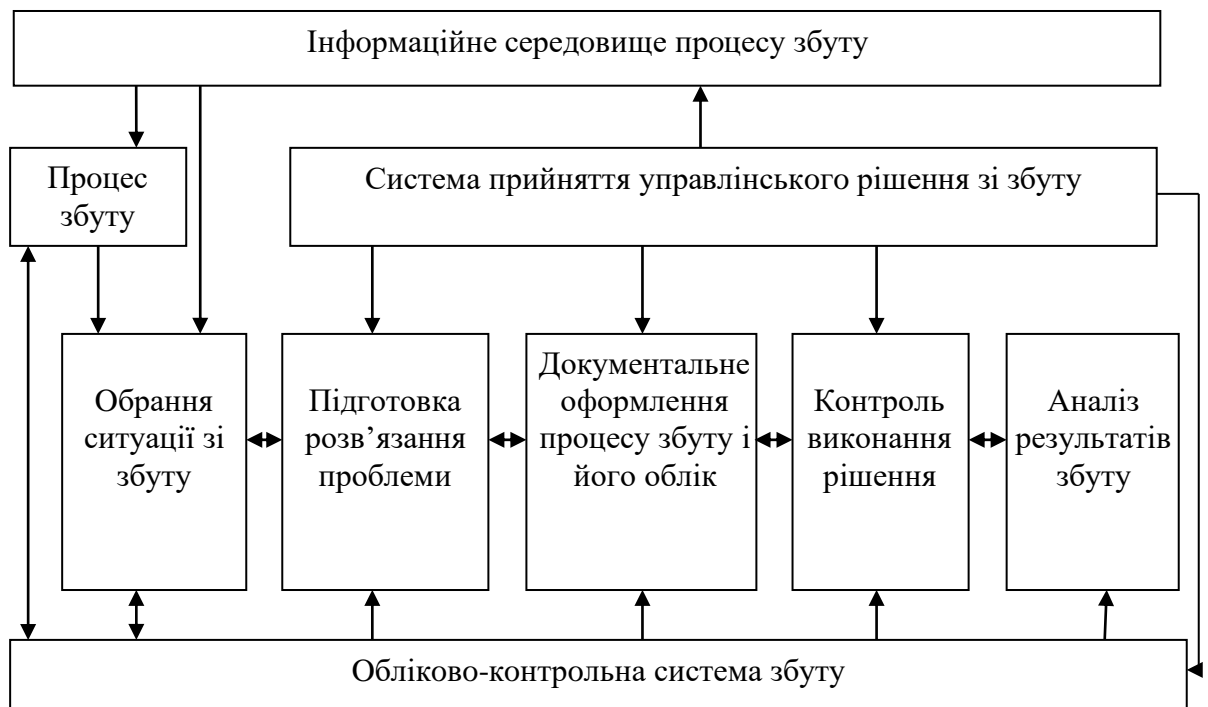 Інформаційне середовище процесу збуту
Процес
збуту
Система прийняття управлінського рішення зі збуту
Обрання
ситуації зі
збуту
Підготовка
розв’язання
проблеми
Документальне
оформлення
процесу збуту і
його облік
Контроль
виконання
рішення
Аналіз
результатів
збуту
Обліково-контрольна система збуту